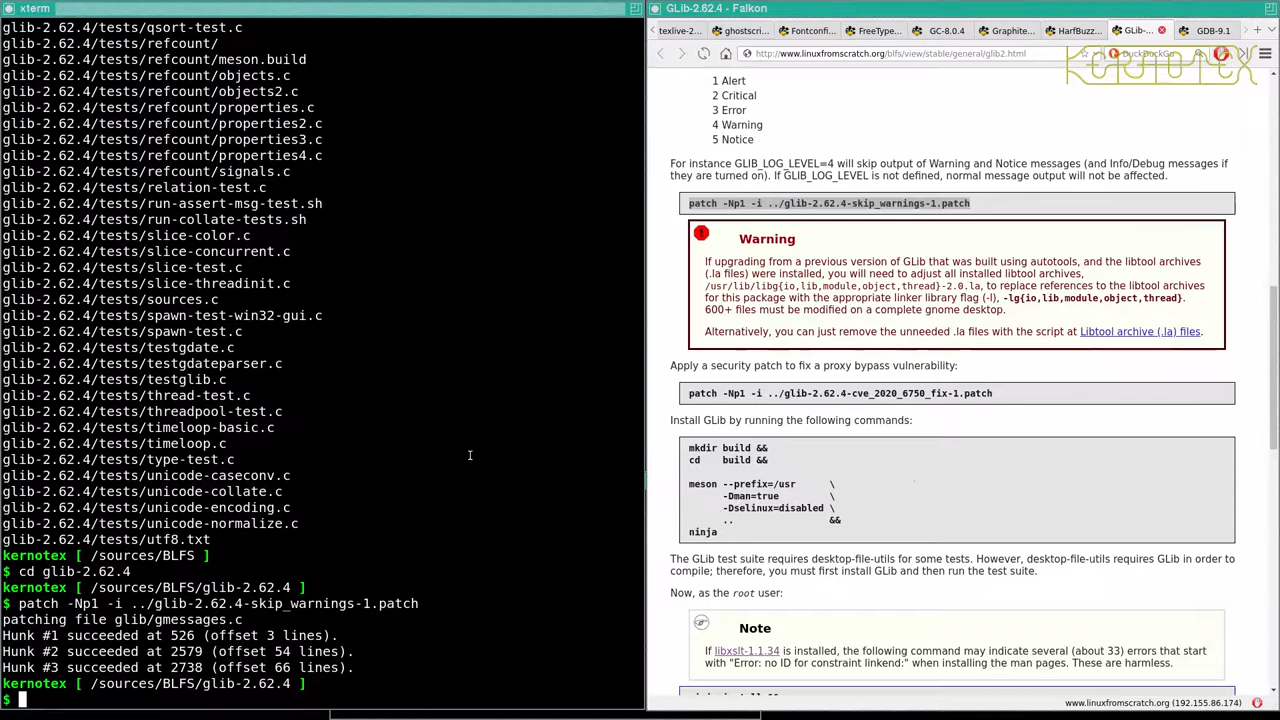 xterm
glib-2.62.4/tests/qsort-test.c
glib-2.62.4/tests/refcount/
glib-2.62.4/tests/refcount/meson.build
glib-2.62.4/tests/refcount/objects.c
glib-2.62.4/tests/refcount/objects2.c
glib-2.62.4/tests/refcount/properties.c
glib-2.62.4/tests/refcount/properties2.c
glib-2.62.4/tests/refcount/properties3.c
glib-2.62.4/tests/refcount/properties4.c
glib-2.62.4/tests/refcount/signals.c
glib-2.62.4/tests/relation-test.c
glib-2.62.4/tests/run-assert-msg-test.sh
glib-2.62.4/tests/run-collate-tests.sh
glib-2.62.4/tests/slice-color.c
glib-2.62.4/tests/slice-concurrent.c
glib-2.62.4/tests/slice-test.c
glib-2.62.4/tests/slice-threadinit.c
glib-2.62.4/tests/sources.c
glib-2.62.4/tests/spawn-test-win32-gui.c
glib-2.62.4/tests/spawn-test.c
glib-2.62.4/tests/testgdate.c
glib-2.62.4/tests/testgdateparser.c
glib-2.62.4/tests/testglib.c
glib-2.62.4/tests/thread-test.c
glib-2.62.4/tests/threadpool-test.c
glib-2.62.4/tests/timeloop-basic.c
glib-2.62.4/tests/timeloop.c
glib-2.62.4/tests/type-test.c
glib-2.62.4/tests/unicode-caseconv.c
glib-2.62.4/tests/unicode-collate.c
glib-2.62.4/tests/unicode-encoding.c
glib-2.62.4/tests/unicode-normalize.c
glib-2.62.4/tests/utf8.txt
kernotex [ /sources/BLFS ]
$ cd glib-2.62.4
kernotex [ /sources/BLFS/glib-2.62.4 ]
$ patch -Np1 -i ../glib-2.62.4-skip_warnings-1.patch
patching file glib/gmessages.c
Hunk #1 succeeded at 526 (offset 3 lines).
Hunk #2 succeeded at 2579 (offset 54 lines).
Hunk #3 succeeded at 2738 (offset 66 lines).
kernotex [ /sources/BLFS/glib-2.62.4 ]
$
GLib-2.62.4 - Falkon
texlive-2... ghostscri... Fontconfi... FreeType... GC-8.0.4 Graphite... HarfBuzz... GLib-... GDB-9.1
http://www.linuxfromscratch.org/blfs/view/stable/general/glib2.html DuckDuckGo
KERNOTEX
1 Alert
2 Critical
3 Error
4 Warning
5 Notice
For instance GLIB_LOG_LEVEL=4 will skip output of Warning and Notice messages (and Info/Debug messages if
they are turned on). If GLIB_LOG_LEVEL is not defined, normal message output will not be affected.
patch -Np1 -i ../glib-2.62.4-skip_warnings-1.patch
Warning
If upgrading from a previous version of GLib that was built using autotools, and the libtool archives
(.la files) were installed, you will need to adjust all installed libtool archives,
/usr/lib/libg{io,lib,module,object,thread}-2.0.la, to replace references to the libtool archives
for this package with the appropriate linker library flag (-l), -lg{io,lib,module,object,thread}.
600+ files must be modified on a complete gnome desktop.
Alternatively, you can just remove the unneeded .la files with the script at Libtool archive (.la) files.
Apply a security patch to fix a proxy bypass vulnerability:
patch -Np1 -i ../glib-2.62.4-cve_2020_6750_fix-1.patch
Install GLib by running the following commands:
mkdir build &&
cd    build &&
meson --prefix=/usr      \
      -Dman=true         \
      -Dselinux=disabled \
      ..                 &&
ninja
The GLib test suite requires desktop-file-utils for some tests. However, desktop-file-utils requires GLib in order to
compile; therefore, you must first install GLib and then run the test suite.
Now, as the root user:
Note
If libxslt-1.1.34 is installed, the following command may indicate several (about 33) errors that start
with "Error: no ID for constraint linkend:" when installing the man pages. These are harmless.
www.linuxfromscratch.org (192.155.86.174)